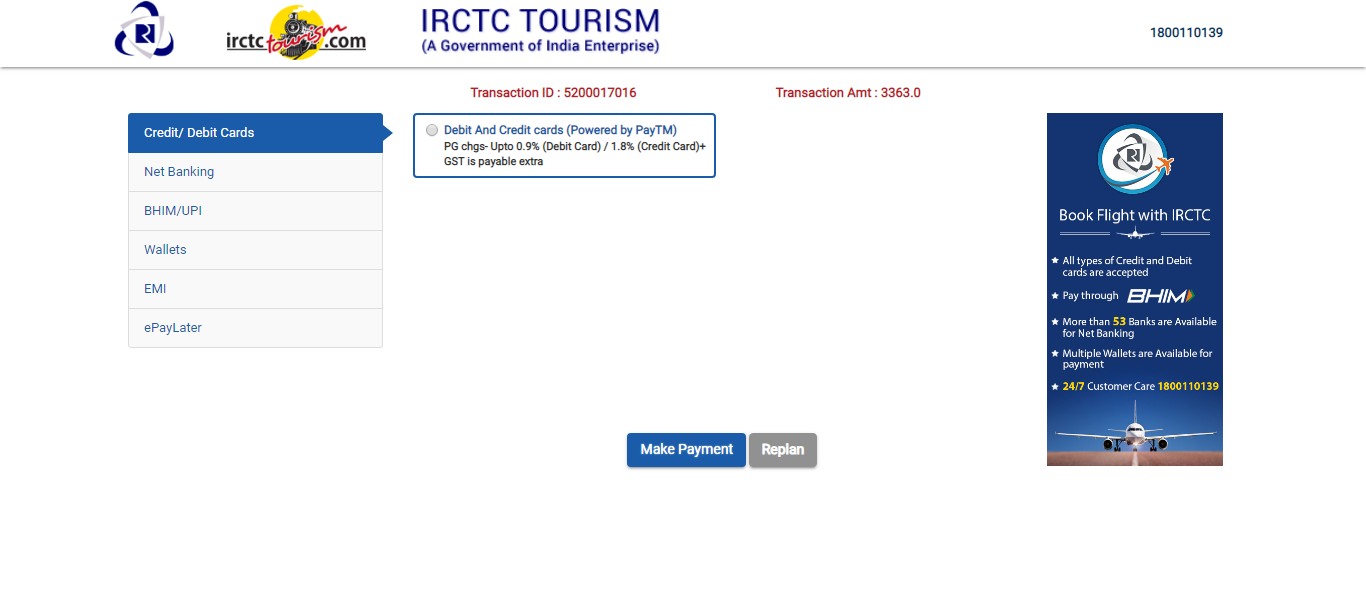 irctctourism.com
IRCTC TOURISM
(A Government of India Enterprise)
1800110139
Transaction ID : 5200017016
Transaction Amt : 3363.0
Credit/ Debit Cards
Net Banking
BHIM/UPI
Wallets
EMI
ePayLater
Debit And Credit cards (Powered by PayTM)
PG chgs- Upto 0.9% (Debit Card) / 1.8% (Credit Card)+
GST is payable extra
Make Payment
Replan
Book Flight with IRCTC
All types of Credit and Debit
cards are accepted
Pay through BHIM
More than 53 Banks are Available
for Net Banking
Multiple Wallets are Available for
payment
24/7 Customer Care 1800110139